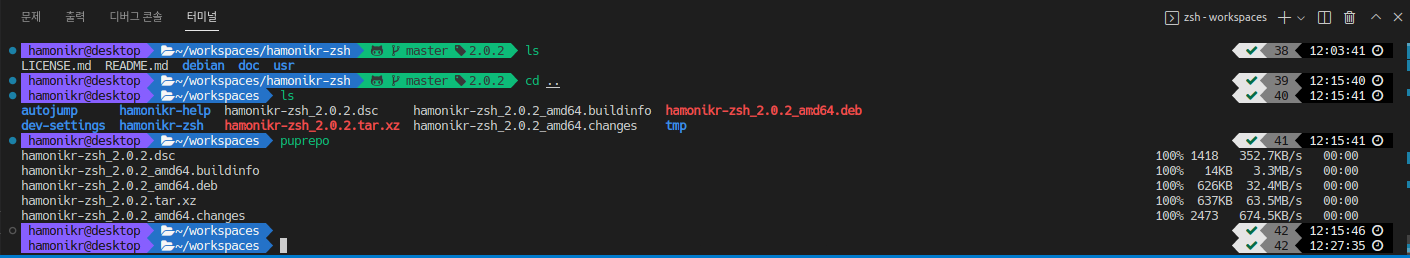 문제 출력 디버그 콘솔 터미널 zsh - workspaces
hamonikr@desktop ~/workspaces/hamonikr-zsh master 2.0.2 ls ✔ 38 12:03:41
LICENSE.md README.md debian doc usr
hamonikr@desktop ~/workspaces/hamonikr-zsh master 2.0.2 cd .. ✔ 39 12:15:40
hamonikr@desktop ~/workspaces ls ✔ 40 12:15:41
autojump hamonikr-help hamonikr-zsh_2.0.2.dsc hamonikr-zsh_2.0.2_amd64.buildinfo hamonikr-zsh_2.0.2_amd64.deb
dev-settings hamonikr-zsh hamonikr-zsh_2.0.2.tar.xz hamonikr-zsh_2.0.2_amd64.changes tmp
hamonikr@desktop ~/workspaces puprepo ✔ 41 12:15:41
hamonikr-zsh_2.0.2.dsc 100% 1418 352.7KB/s 00:00
hamonikr-zsh_2.0.2_amd64.buildinfo 100% 14KB 3.3MB/s 00:00
hamonikr-zsh_2.0.2_amd64.deb 100% 626KB 32.4MB/s 00:00
hamonikr-zsh_2.0.2.tar.xz 100% 637KB 63.5MB/s 00:00
hamonikr-zsh_2.0.2_amd64.changes 100% 2473 674.5KB/s 00:00
hamonikr@desktop ~/workspaces ✔ 42 12:15:46
hamonikr@desktop ~/workspaces ✔ 42 12:27:35